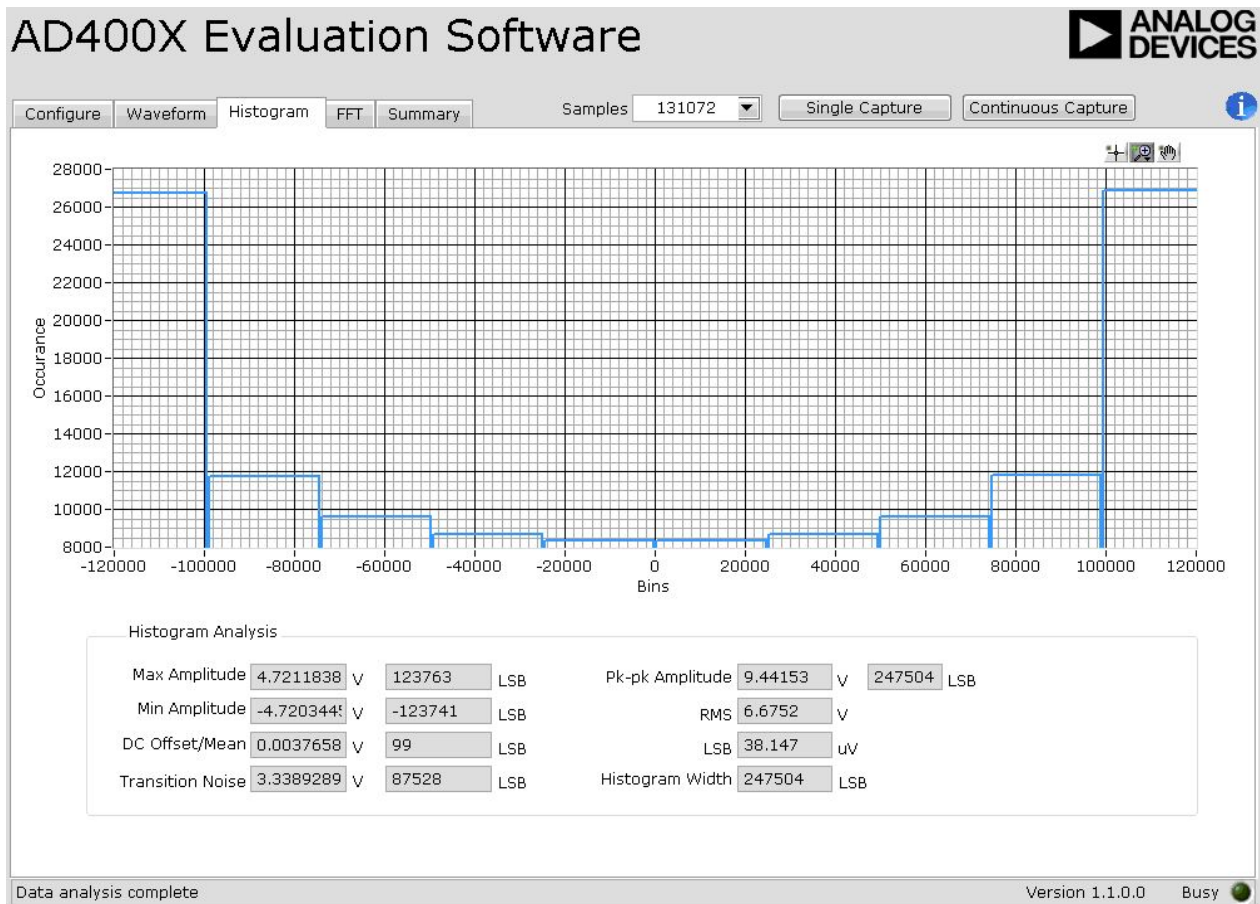 AD400X Evaluation Software
ANALOG
DEVICES
Configure Waveform Histogram FFT Summary Samples 131072 Single Capture Continuous Capture i
28000
26000
24000
22000
20000
18000
16000
14000
12000
10000
8000
Occurance
-120000 -100000 -80000 -60000 -40000 -20000 0 20000 40000 60000 80000 100000 120000
Bins
Histogram Analysis
Max Amplitude 4.7211838 V 123763 LSB Pk-pk Amplitude 9.44153 V 247504 LSB
Min Amplitude -4.7203445 V -123741 LSB RMS 6.6752 V
DC Offset/Mean 0.0037658 V 99 LSB LSB 38.147 uV
Transition Noise 3.3389289 V 87528 LSB Histogram Width 247504 LSB
Data analysis complete Version 1.1.0.0 Busy